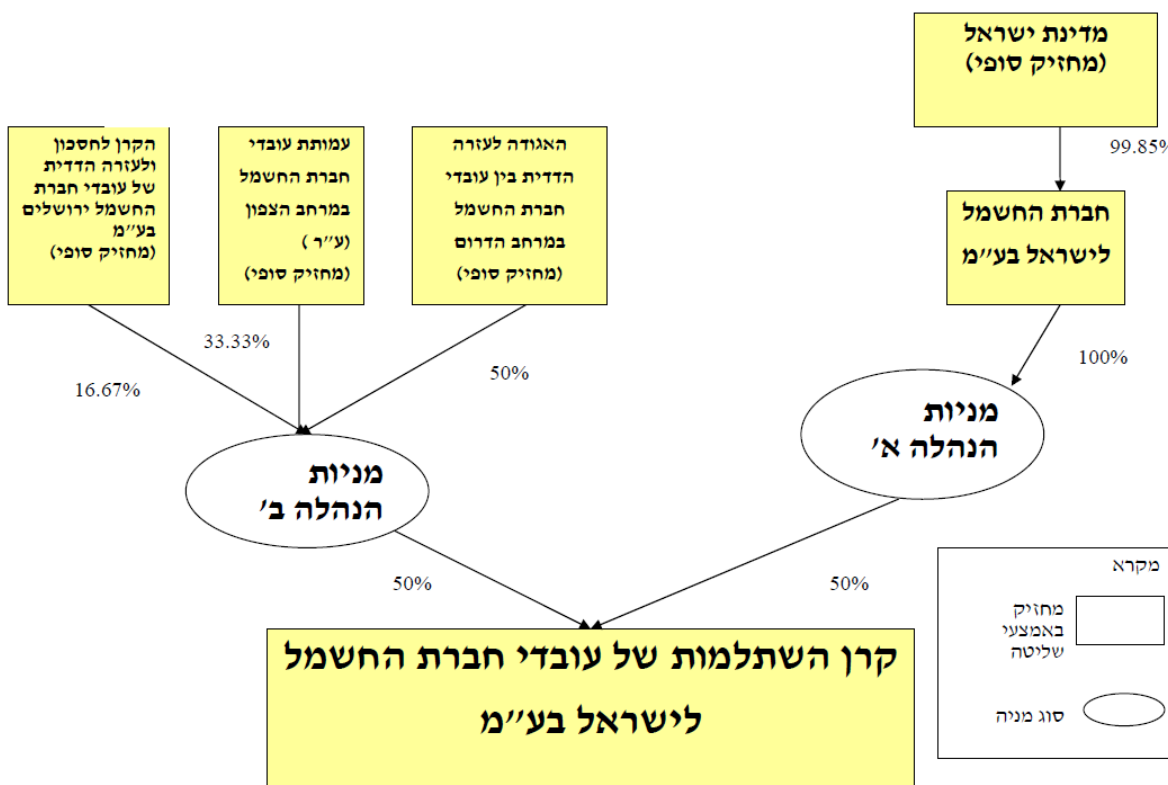 מדינת ישראל
(מחזיק סופי)
99.85%
חברת החשמל
לישראל בע״מ
100%
מניות
הנהלה א׳
50%
האגודה לעזרה
הדדית בין עובדי
חברת החשמל
במרחב הדרום
(מחזיק סופי)
50%
עמותת עובדי
חברת החשמל
במרחב הצפון
(ע״ר )
(מחזיק סופי)
33.33%
הקרן לחסכון
ולעזרה הדדית
של עובדי חברת
החשמל ירושלים
בע״מ
(מחזיק סופי)
16.67%
מניות
הנהלה ב׳
50%
קרן השתלמות של עובדי חברת החשמל
לישראל בע״מ
מקרא
מחזיק
באמצעי
שליטה
סוג מניה